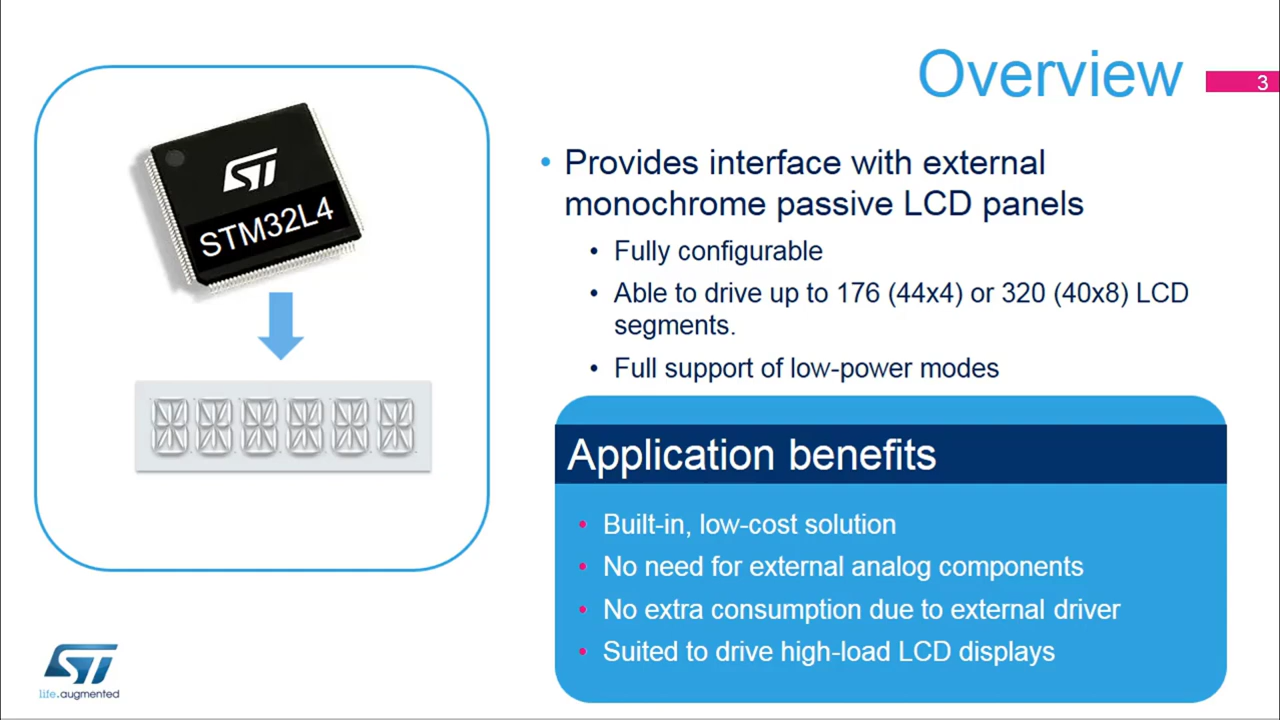 Overview
3
ST
STM32L4
• Provides interface with external
monochrome passive LCD panels
• Fully configurable
• Able to drive up to 176 (44x4) or 320 (40x8) LCD
segments.
• Full support of low-power modes
Application benefits
• Built-in, low-cost solution
• No need for external analog components
• No extra consumption due to external driver
• Suited to drive high-load LCD displays
ST
life.augmented